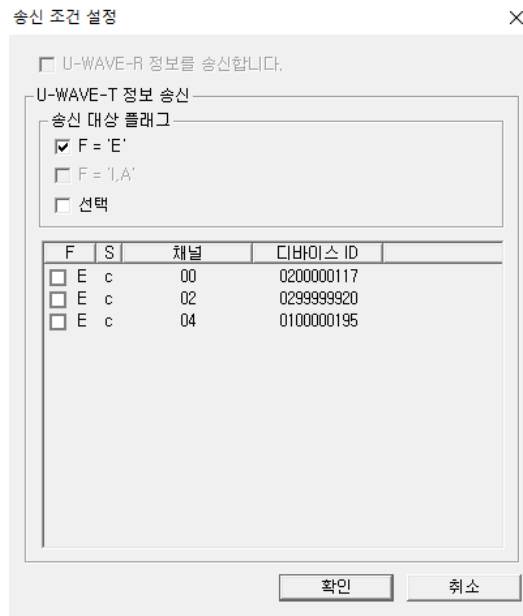 송신 조건 설정
U-WAVE-R 정보를 송신합니다.
U-WAVE-T 정보 송신
송신 대상 플래그
F = 'E'
F = 'I,A'
선택
F S 채널 디바이스 ID
E c 00 0200000117
E c 02 0299999920
E c 04 0100000195
확인 취소